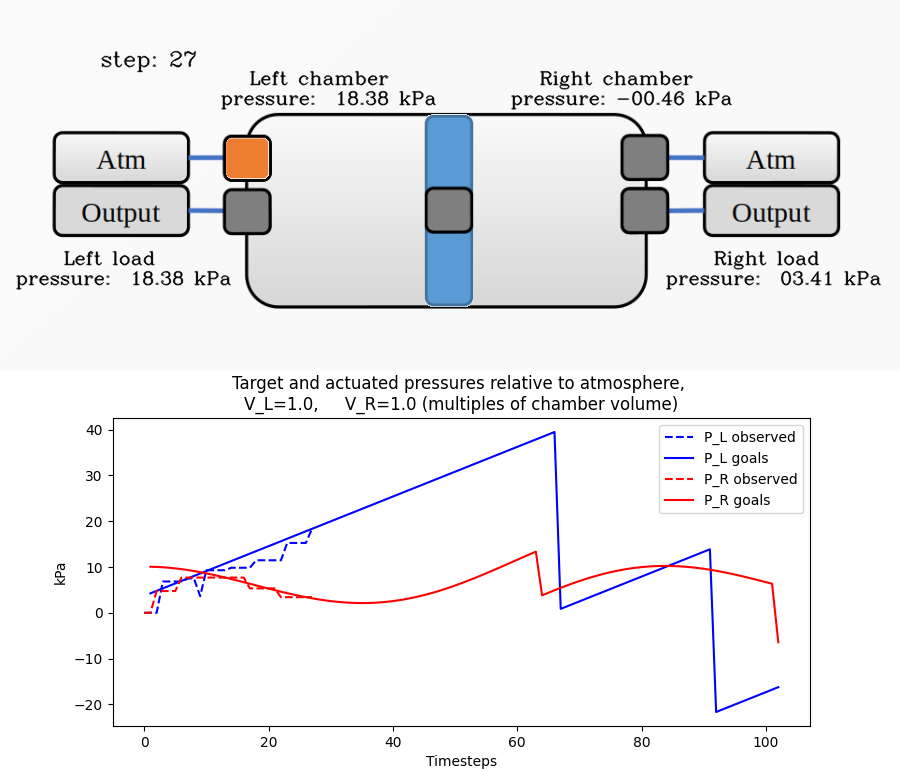 step: 27
Left chamber
pressure:  18.38 kPa
Right chamber
pressure: −00.46 kPa
Atm
Output
Atm
Output
Left load
pressure:  18.38 kPa
Right load
pressure:  03.41 kPa
Target and actuated pressures relative to atmosphere,
V_L=1.0,     V_R=1.0 (multiples of chamber volume)
P_L observed
P_L goals
P_R observed
P_R goals
kPa
40
30
20
10
0
−10
−20
0
20
40
60
80
100
Timesteps